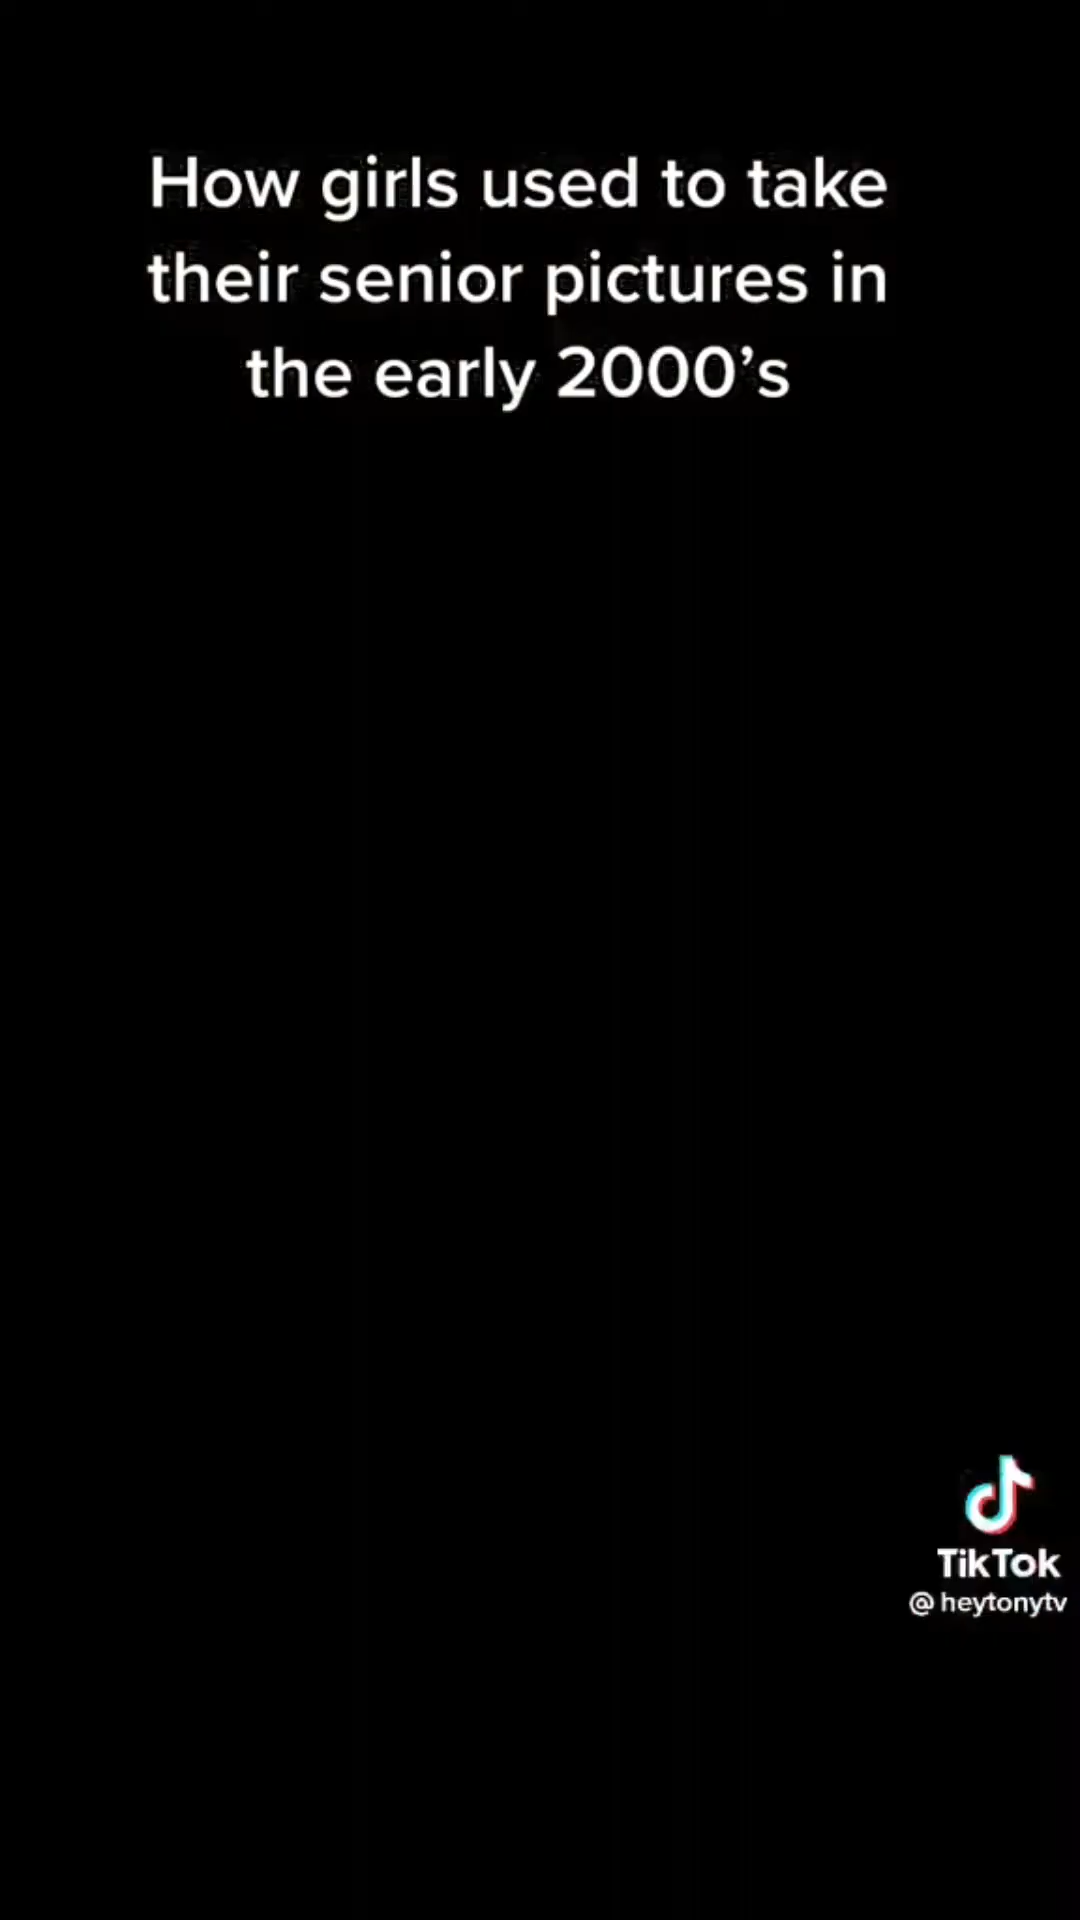 How girls used to take
their senior pictures in
the early 2000’s
TikTok
@heytonytv